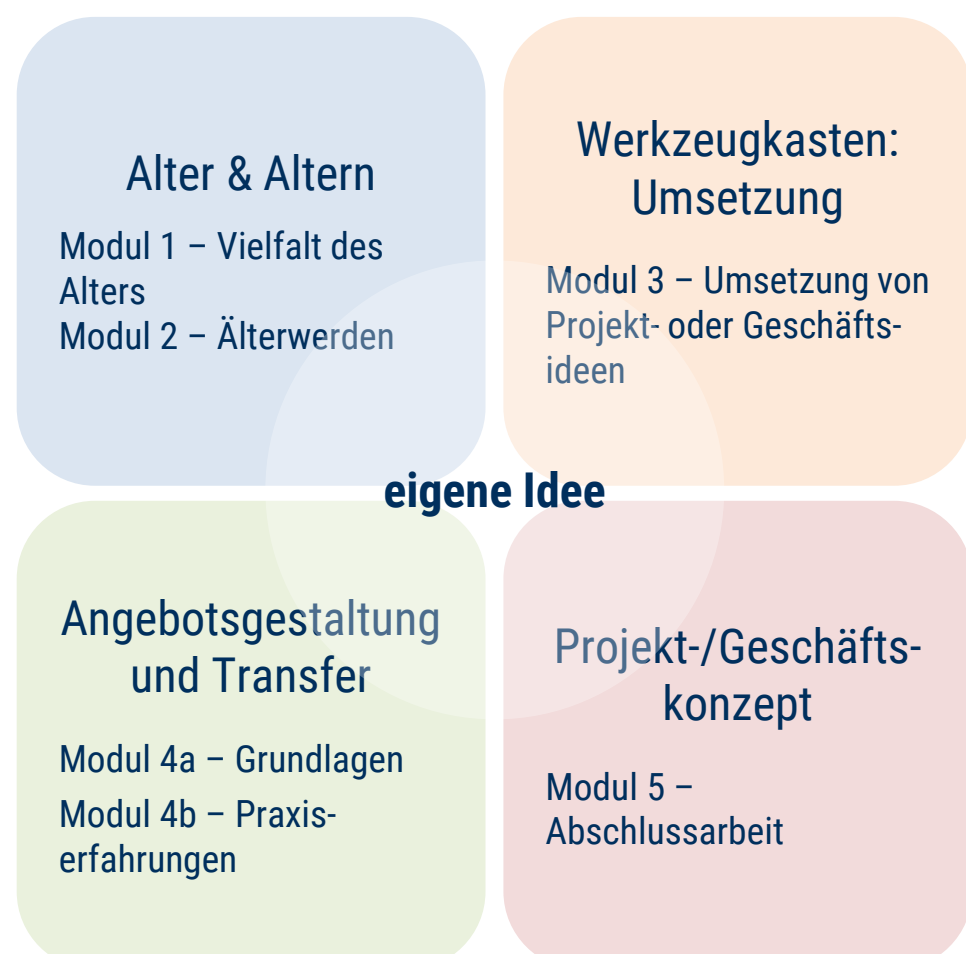 Alter & Altern
Modul 1 – Vielfalt des
Alters
Modul 2 – Älterwerden
Werkzeugkasten:
Umsetzung
Modul 3 – Umsetzung von
Projekt- oder Geschäfts-
ideen
eigene Idee
Angebotsgestaltung
und Transfer
Modul 4a – Grundlagen
Modul 4b – Praxis-
erfahrungen
Projekt-/Geschäfts-
konzept
Modul 5 –
Abschlussarbeit